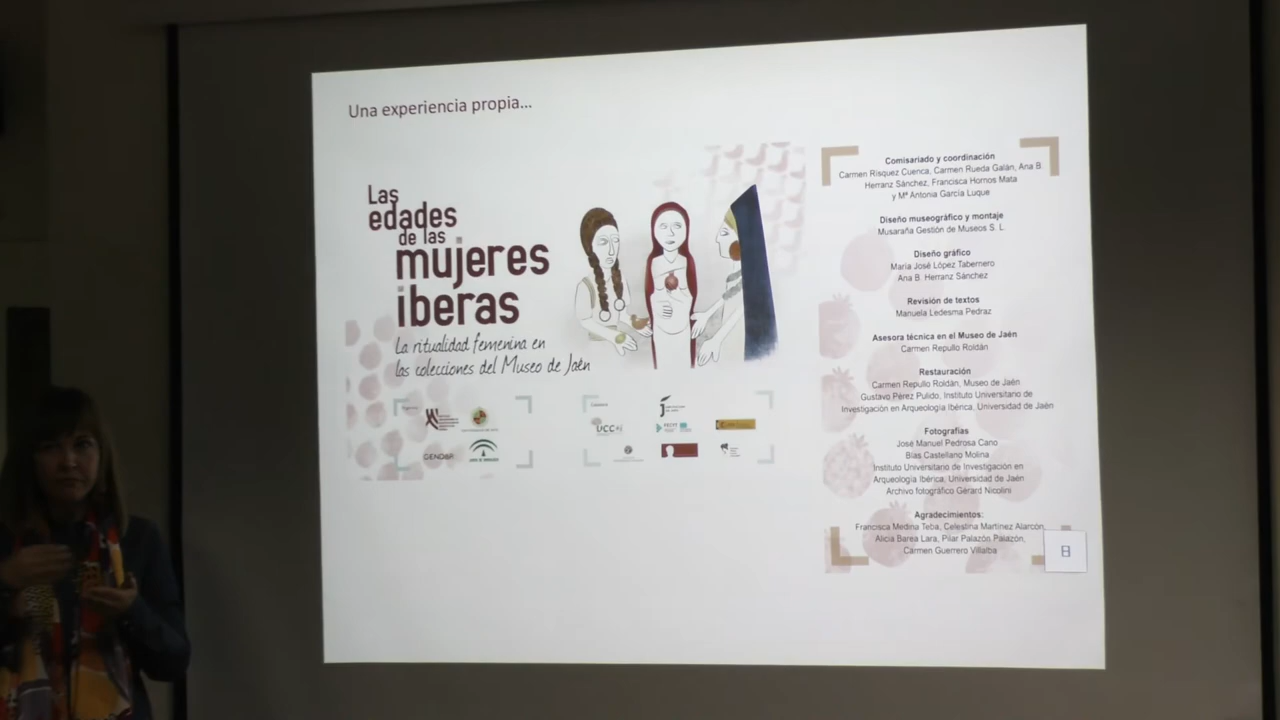 Una experiencia propia...
Las
edades
de las
mujeres
iberas
La ritualidad femenina en
las colecciones del Museo de Jaén
UCC+i
GENDAR
Comisariado y coordinación
Carmen Rísquez Cuenca, Carmen Rueda Galán, Ana B.
Herranz Sánchez, Francisca Hornos Mata
y Mª Antonia García Luque
Diseño museográfico y montaje
Musaraña Gestión de Museos S. L
Diseño gráfico
María José López Tabernero
Ana B. Herranz Sánchez
Revisión de textos
Manuela Ledesma Pedraz
Asesora técnica en el Museo de Jaén
Carmen Repullo Roldán
Restauración
Carmen Repullo Roldán, Museo de Jaén
Gustavo Pérez Pulido, Instituto Universitario de
Investigación en Arqueología Ibérica, Universidad de Jaén
Fotografías
José Manuel Pedrosa Cano
Blas Castellano Molina
Instituto Universitario de Investigación en
Arqueología Ibérica, Universidad de Jaén
Archivo fotográfico Gérard Nicolini
Agradecimientos:
Francisca Medina Teba, Celestina Martínez Alarcón,
Alicia Barea Lara, Pilar Palazón Palazón,
Carmen Guerrero Villalba